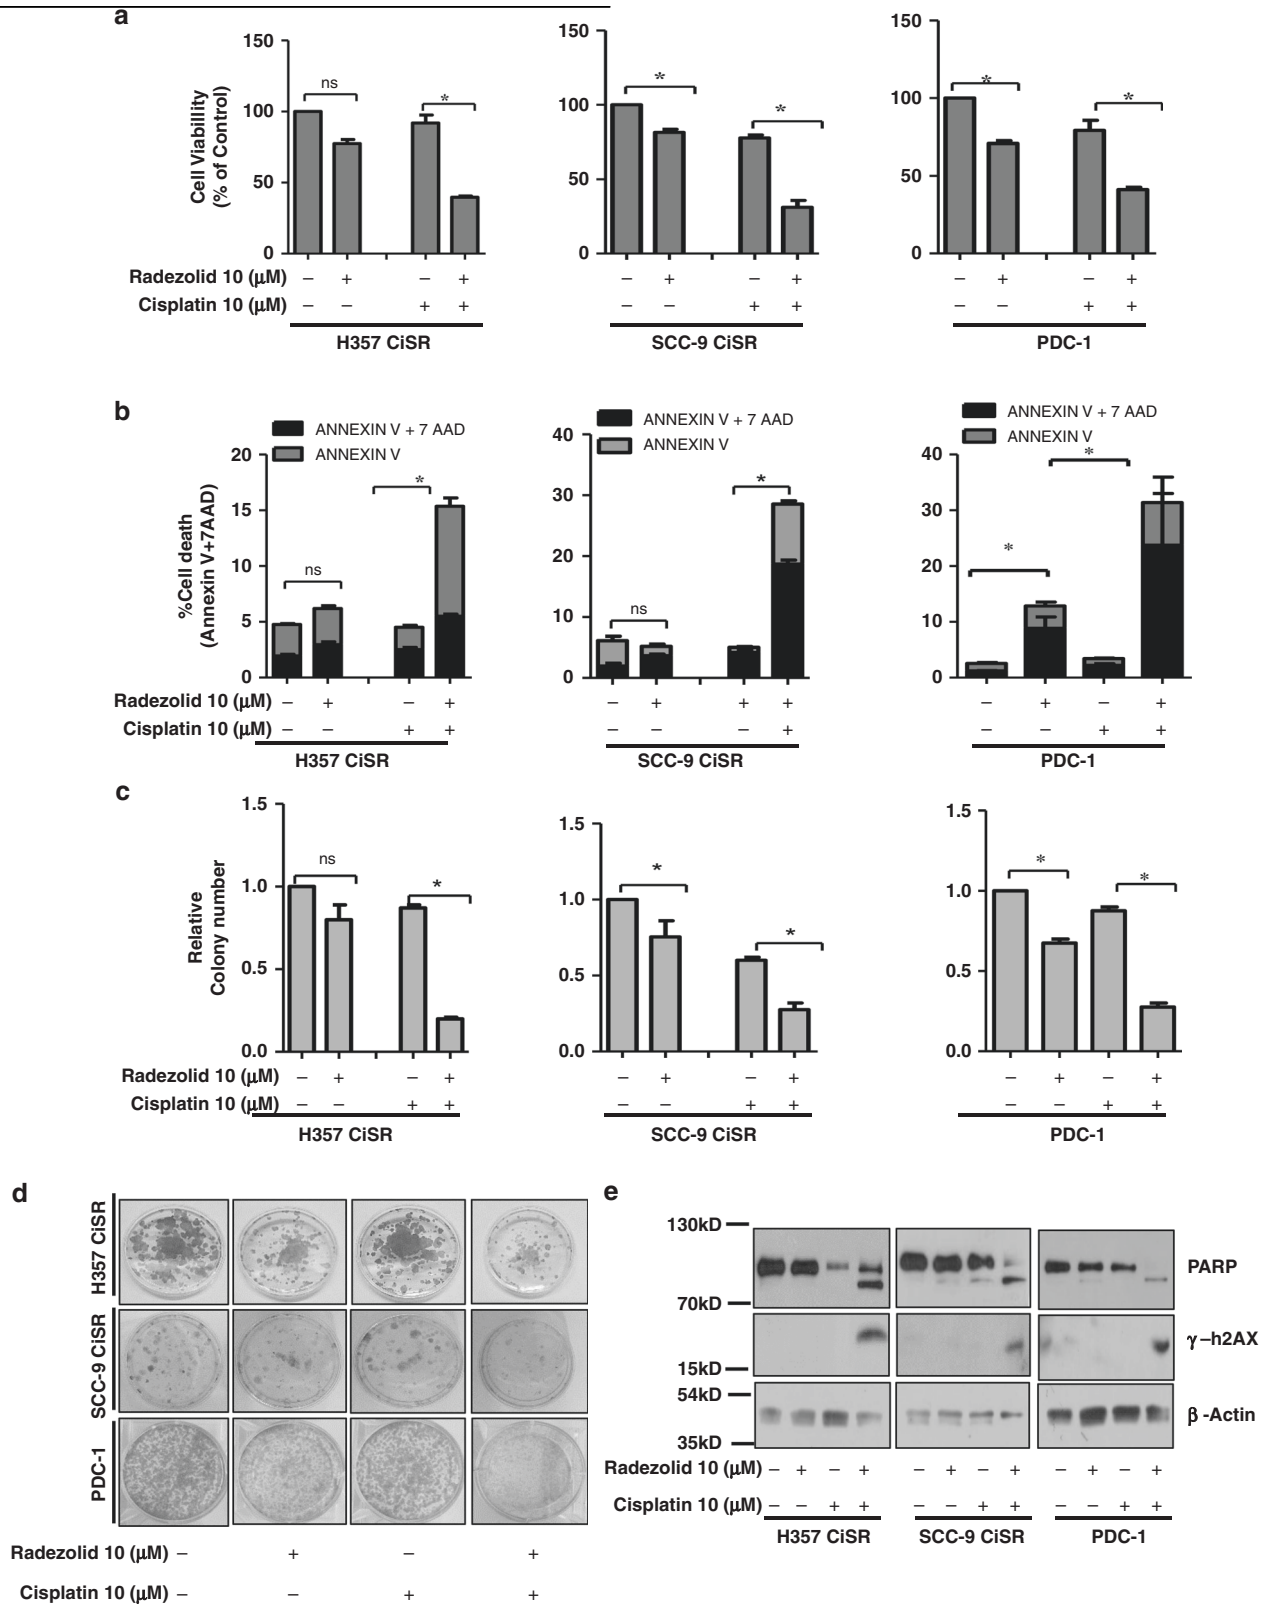 a
150
100
50
0
Cell Viabillity
(% of Control)
ns
*
150
100
50
0
*
*
150
100
50
0
*
*
Radezolid 10 (μM) − + − + − + − + − + − +
Cisplatin 10 (μM) − − + + − − + + − − + +
H357 CiSR
SCC-9 CiSR
PDC-1
b
ANNEXIN V + 7 AAD
ANNEXIN V
20
15
10
5
0
%Cell death
(Annexin V+7AAD)
ns
*
ANNEXIN V + 7 AAD
ANNEXIN V
40
30
20
10
0
ns
*
ANNEXIN V + 7 AAD
ANNEXIN V
40
30
20
10
0
*
*
Radezolid 10 (μM) − + − + − + + + − + − +
Cisplatin 10 (μM) − − + + − − − + − − + +
H357 CiSR
SCC-9 CiSR
PDC-1
c
1.5
1.0
0.5
0.0
Relative
Colony number
ns
*
1.5
1.0
0.5
0.0
*
*
1.5
1.0
0.5
0.0
*
*
Radezolid 10 (μM) − + − + − + − + − + − +
Cisplatin 10 (μM) − − + + − − + + − − + +
H357 CiSR
SCC-9 CiSR
PDC-1
d
H357 CiSR
SCC-9 CiSR
PDC-1
Radezolid 10 (μM) − + − +
Cisplatin 10 (μM) − − + +
e
130kD
70kD
15kD
54kD
35kD
PARP
γ–h2AX
β -Actin
Radezolid 10 (μM) − + − + − + − + − + − +
Cisplatin 10 (μM) − − + + − − + + − − + +
H357 CiSR
SCC-9 CiSR
PDC-1